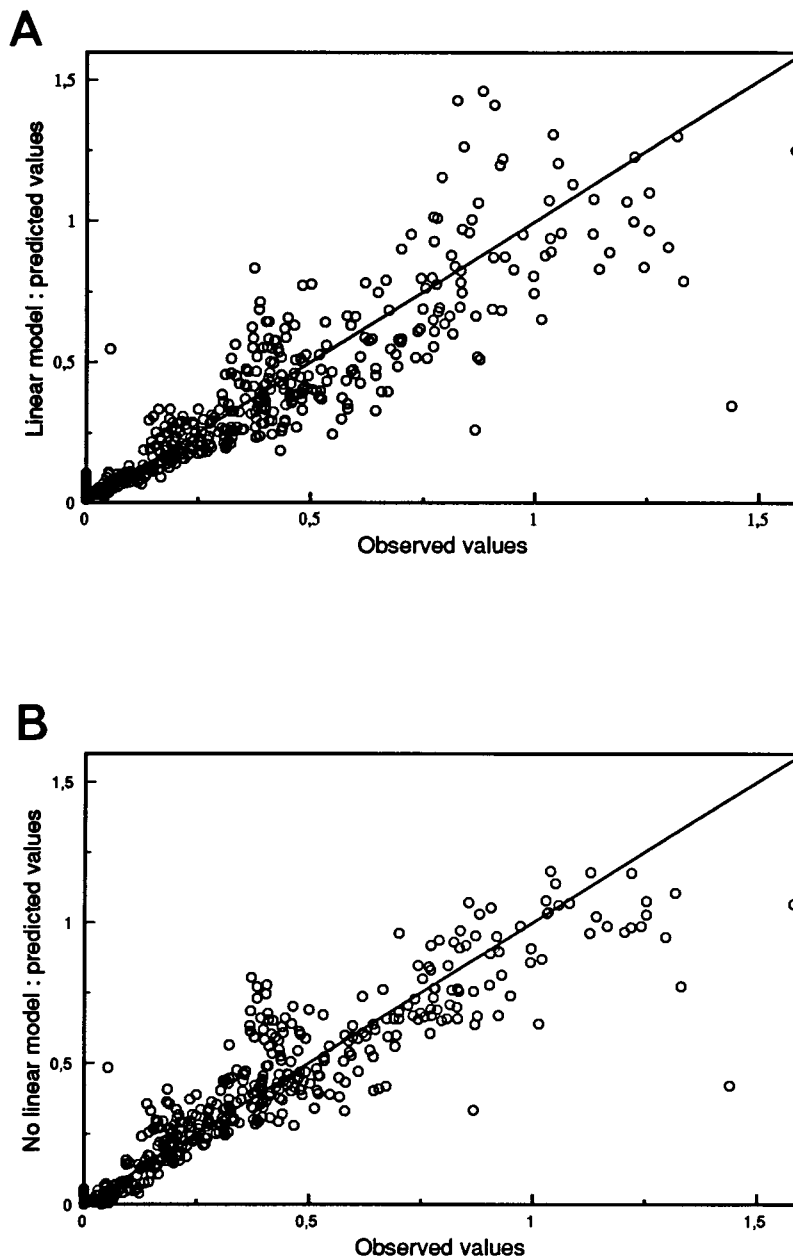 A
Linear model : predicted values
1,5
1
0,5
0
0
0,5
1
1,5
Observed values
B
No linear model : predicted values
1,5
1
0,5
0
0
0,5
1
1,5
Observed values